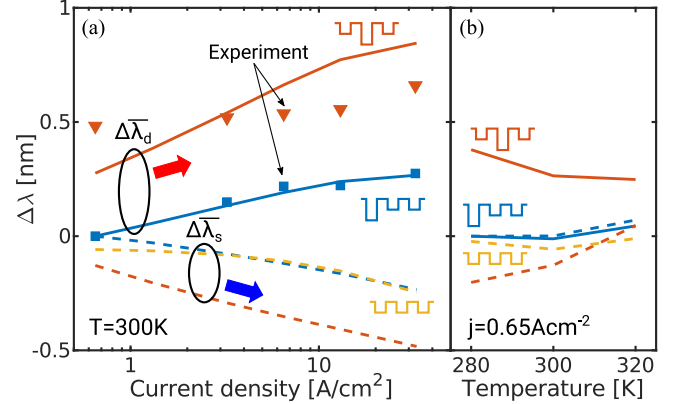 (a)
(b)
1
0.5
0
-0.5
Δλ [nm]
Experiment
Δλ̅d
Δλ̅s
T=300K
j=0.65Acm⁻²
1
10
280
300
320
Current density [A/cm²]
Temperature [K]